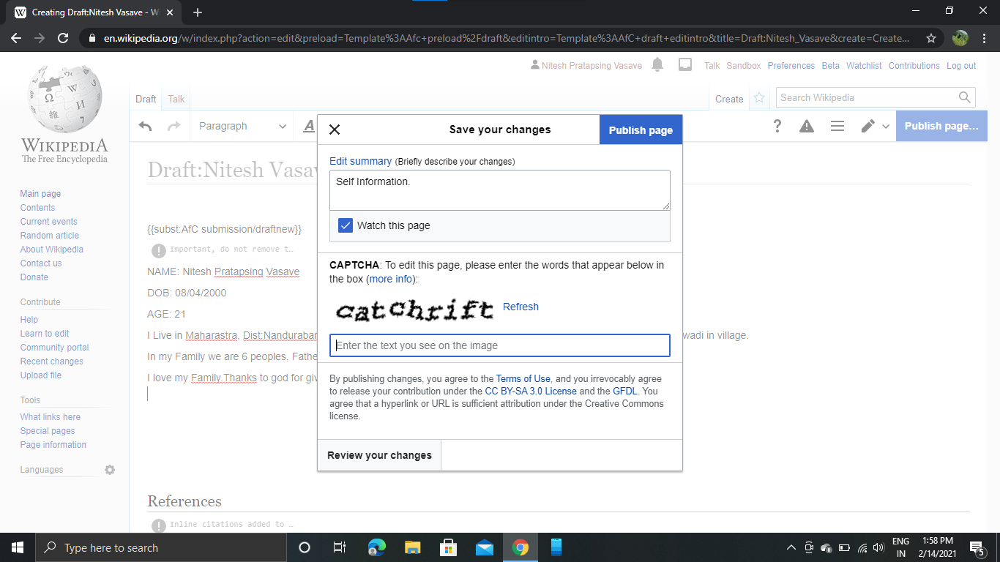 Creating Draft:Nitesh Vasave - Wi
en.wikipedia.org/w/index.php?action=edit&preload=Template%3AAfc+preload%2Fdraft&editintro=Template%3AAfC+draft+editintro&title=Draft:Nitesh_Vasave&create=Create...
Nitesh Pratapsing Vasave Talk Sandbox Preferences Beta Watchlist Contributions Log out
Draft Talk Create Search Wikipedia
Paragraph A ? Publish page...
WIKIPEDIA
The Free Encyclopedia
Main page
Contents
Current events
Random article
About Wikipedia
Contact us
Donate
Contribute
Help
Learn to edit
Community portal
Recent changes
Upload file
Tools
What links here
Special pages
Page information
Languages
Draft:Nitesh Vasav
{{subst:AfC submission/draftnew}}
Important, do not remove t…
NAME: Nitesh Pratapsing Vasave
DOB: 08/04/2000
AGE: 21
I Live in Maharastra, Dist:Nandurabar wadi in village.
In my Family we are 6 peoples, Fathe
I love my Family.Thanks to god for giv
References
Inline citations added to …
Save your changes
Publish page
Edit summary (Briefly describe your changes)
Self Information.
Watch this page
CAPTCHA: To edit this page, please enter the words that appear below in
the box (more info):
catchrift Refresh
Enter the text you see on the image
By publishing changes, you agree to the Terms of Use, and you irrevocably agree
to release your contribution under the CC BY-SA 3.0 License and the GFDL. You
agree that a hyperlink or URL is sufficient attribution under the Creative Commons
license.
Review your changes
Type here to search
ENG
IN
1:58 PM
2/14/2021
5